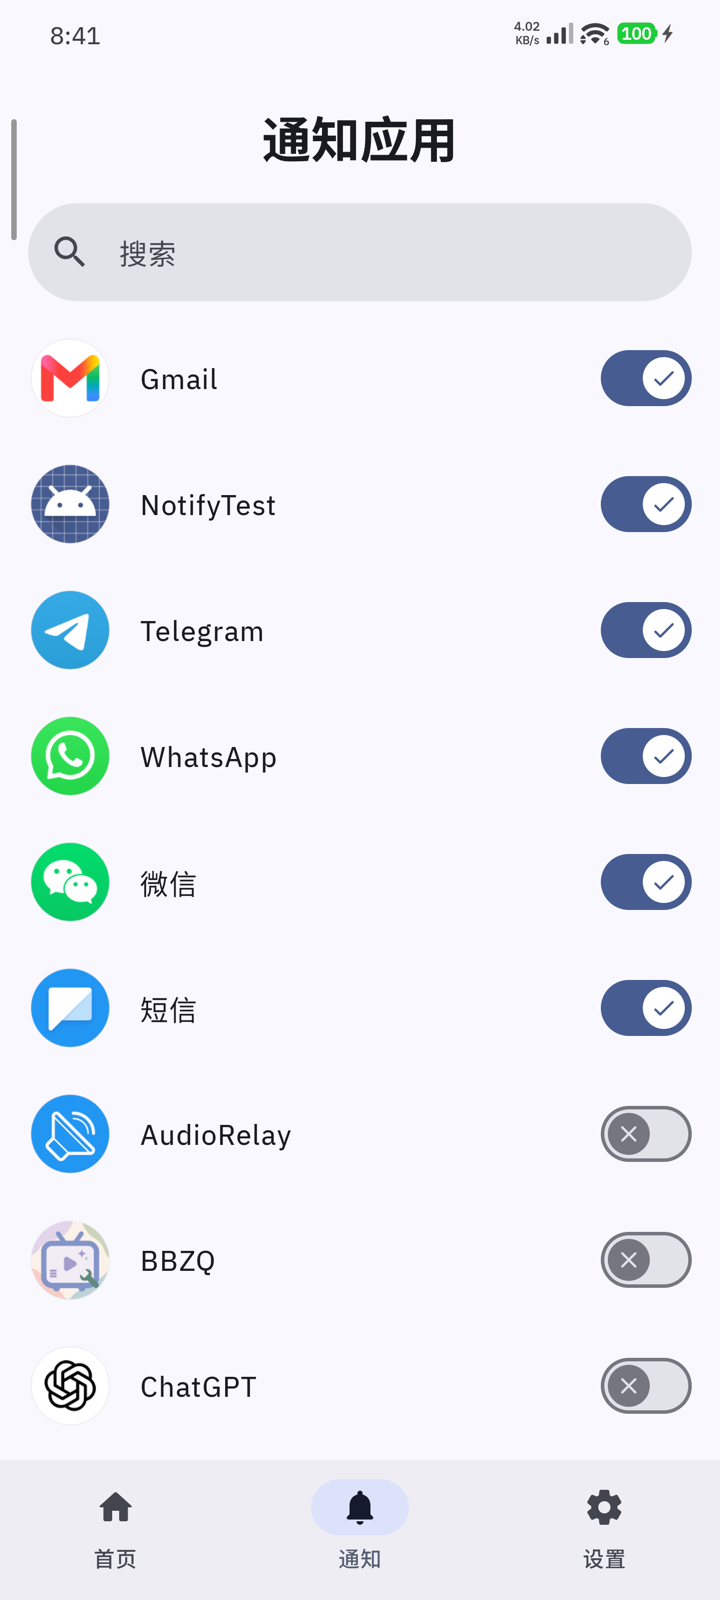 8:41
4.02
KB/s
6
100
通知应用
搜索
Gmail
NotifyTest
Telegram
WhatsApp
微信
短信
AudioRelay
BBZQ
ChatGPT
首页
通知
设置